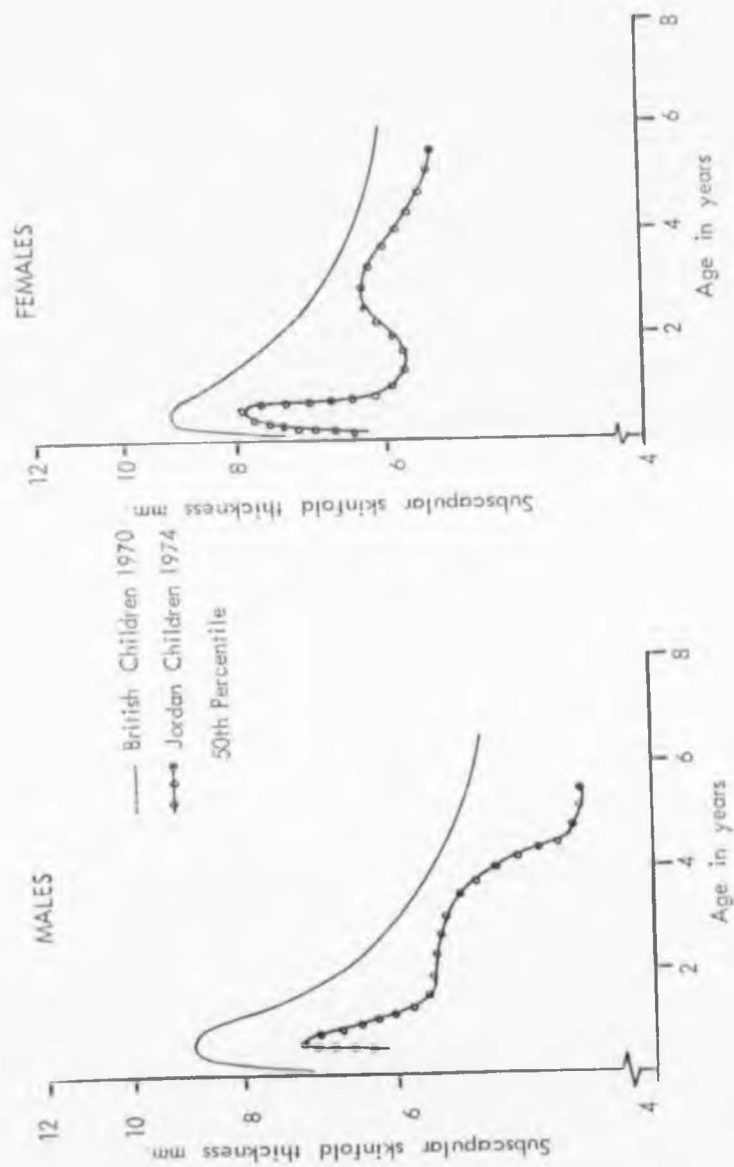 MALES
Subscapular skinfold thickness mm
12
10
8
6
4
2
4
6
8
Age in years
British Children 1970
Jordan Children 1974
50th Percentile
FEMALES
Subscapular skinfold thickness mm
12
10
8
6
4
2
4
6
8
Age in years